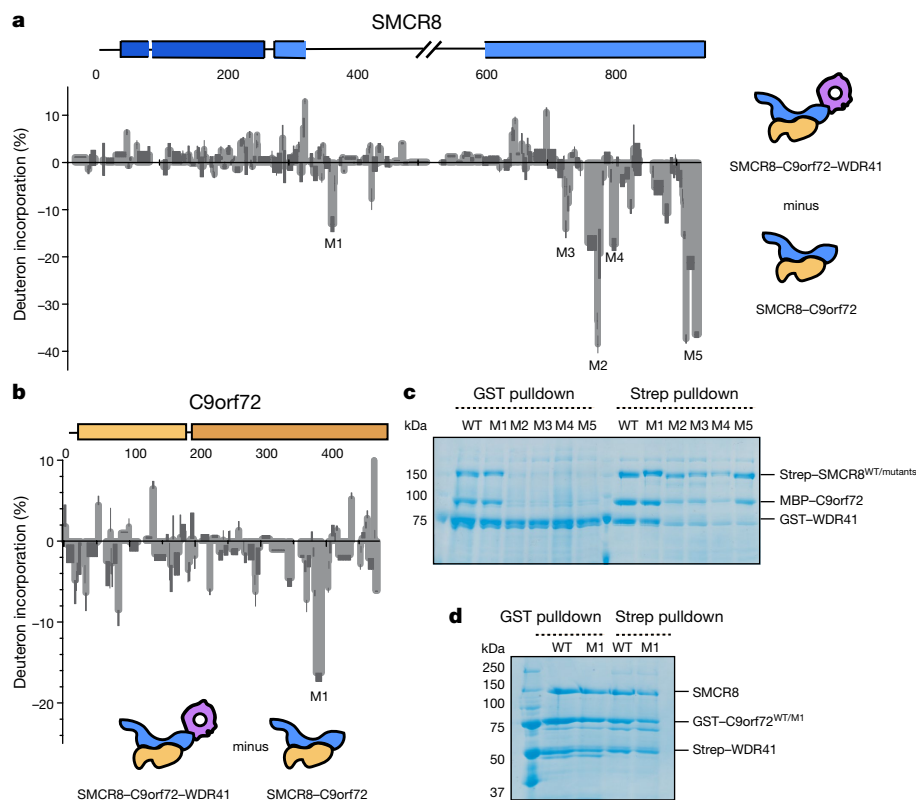 a
SMCR8
0 200 400 600 800
Deuteron incorporation (%)
10
0
−10
−20
−30
−40
M1
M3
M4
M2
M5
SMCR8–C9orf72–WDR41
minus
SMCR8–C9orf72
b
C9orf72
0 100 200 300 400
Deuteron incorporation (%)
10
0
−10
−20
M1
minus
SMCR8–C9orf72–WDR41 SMCR8–C9orf72
c
GST pulldown Strep pulldown
kDa WT M1 M2 M3 M4 M5 WT M1 M2 M3 M4 M5
150
100
75
Strep–SMCR8WT/mutants
MBP–C9orf72
GST–WDR41
d
GST pulldown Strep pulldown
kDa WT M1 WT M1
250
150
100
75
50
37
SMCR8
GST–C9orf72WT/M1
Strep–WDR41